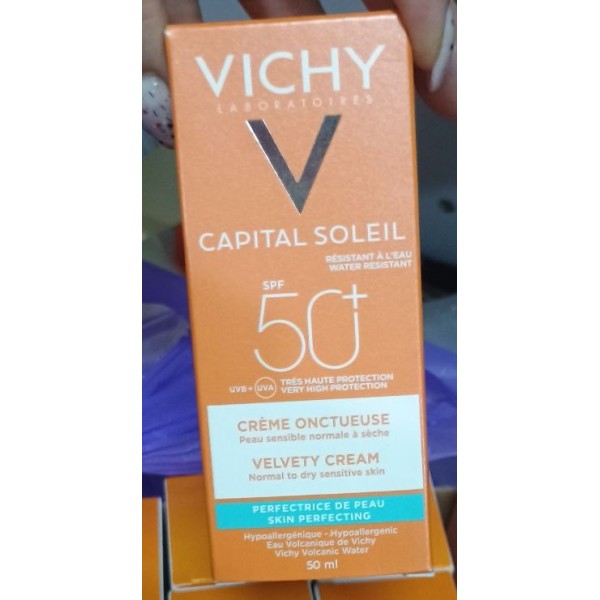 VICHY
LABORATOIRES
V
CAPITAL SOLEIL
RÉSISTANT À L'EAU
WATER RESISTANT
SPF
50+
UVB + UVA
TRÈS HAUTE PROTECTION
VERY HIGH PROTECTION
CRÈME ONCTUEUSE
Peau sensible normale à sèche
VELVETY CREAM
Normal to dry sensitive skin
PERFECTRICE DE PEAU
SKIN PERFECTING
Hypoallergénique - Hypoallergenic
Eau Volcanique de Vichy
Vichy Volcanic Water
50 ml